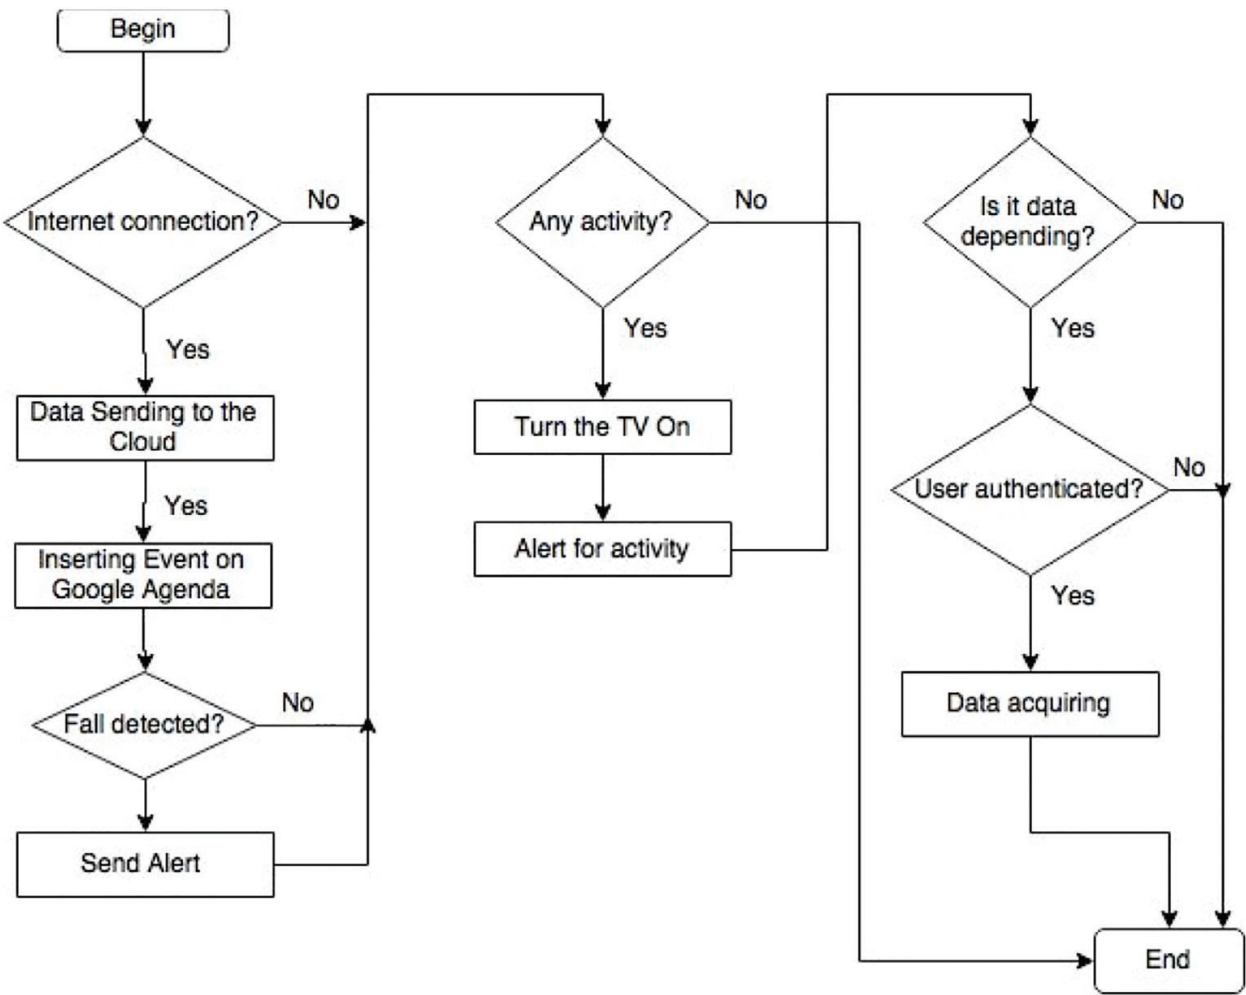 Begin
Internet connection?
No
Yes
Data Sending to the
Cloud
Yes
Inserting Event on
Google Agenda
Fall detected?
No
Send Alert
Any activity?
No
Yes
Turn the TV On
Alert for activity
Is it data
depending?
No
Yes
User authenticated?
No
Yes
Data acquiring
End